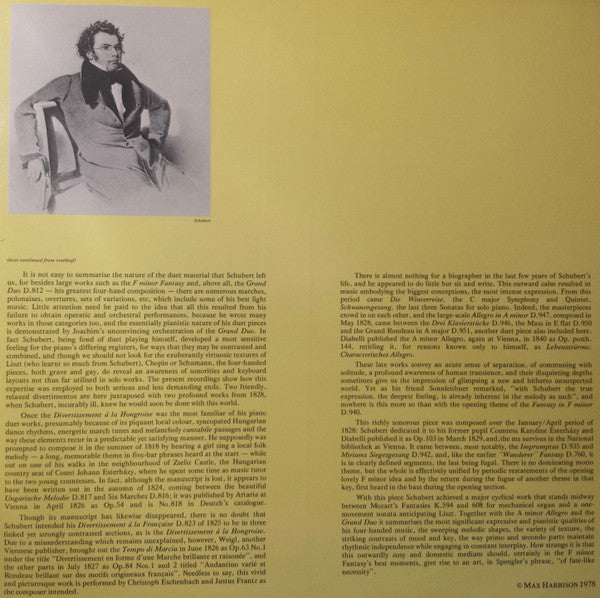 Schubert
(note continued from overleaf)
It is not easy to summarise the nature of the duet material that Schubert left
us, for besides large works such as the F minor Fantasy and, above all, the Grand
Duo D.812 — his greatest four-hand composition — there are numerous marches,
polonaises, overtures, sets of variations, etc, which include some of his best light
music. Little attention need be paid to the idea that all this resulted from his
failure to obtain operatic and orchestral performances, because he wrote many
works in those categories too, and the essentially pianistic nature of his duet pieces
is demonstrated by Joachim's unconvincing orchestration of the Grand Duo. In
fact Schubert, being fond of duet playing himself, developed a most sensitive
feeling for the piano's differing registers, for ways that they may be contrasted and
combined, and though we should not look for the exuberantly virtuosic textures of
Liszt (who learnt so much from Schubert), Chopin or Schumann, the four-handed
pieces, both grave and gay, do reveal an awareness of sonorities and keyboard
layouts not thus far utilised in solo works. The present recordings show how this
expertise was employed to both serious and less demanding ends. Two friendly,
relaxed divertimentos are here juxtaposed with two profound works from 1828,
when Schubert, incurably ill, knew he would soon be done with this world.
Once the Divertissement à la Hongroise was the most familiar of his piano
duet works, presumably because of its piquant local colour, syncopated Hungarian
dance rhythms, energetic march tunes and melancholy cantabile passages and the
way these elements recur in a predictable yet satisfying manner. He supposedly was
prompted to compose it in the summer of 1818 by hearing a girl sing a local folk
melody — a long, memorable theme in five-bar phrases heard at the start — while
out on one of his walks in the neighbourhood of Zseliz Castle, the Hungarian
country seat of Count Johann Esterházy, where he spent some time as music tutor
to the two young countesses. In fact, although the manuscript is lost, it appears to
have been written out in the autumn of 1824, coming between the beautiful
Ungarische Melodie D.817 and Six Marches D.816; it was published by Artaria at
Vienna in April 1826 as Op.54 and is No.818 in Deutsch's catalogue.
Though its manuscript has likewise disappeared, there is no doubt that
Schubert intended his Divertissement à la Française D.823 of 1825 to be in three
linked yet strongly contrasted sections, as is the Divertissement à la Hongroise.
Due to a misunderstanding which remains unexplained, however, Weigl, another
Viennese publisher, brought out the Tempo di Marcia in June 1826 as Op.63 No.1
under the title "Divertissement en forme d'une Marche brillante et raisonée", and
the other parts in July 1827 as Op.84 Nos.1 and 2 titled "Andantino varié et
Rondeau brillant sur des motifs originaux français". Needless to say, this vivid
and picturesque work is performed by Christoph Eschenbach and Justus Frantz as
the composer intended.
There is almost nothing for a biographer in the last few years of Schubert's
life, and he appeared to do little but sit and write. This outward calm resulted in
music embodying the biggest conceptions, the most intense expression. From this
period came Die Winterreise, the C major Symphony and Quintet,
Schwanengesang, the last three Sonatas for solo piano. Indeed, the masterpieces
crowd in on each other, and the large-scale Allegro in A minor D.947, composed in
May 1828, came between the Drei Klavierstücke D.946, the Mass in E flat D.950
and the Grand Rondeau in A major D.951, another duet piece also included here.
Diabelli published the A minor Allegro, again at Vienna, in 1840 as Op. posth.
144, retitling it, for reasons known only to himself, as Lebensstürme.
Characterisches Allegro.
These late works convey an acute sense of separation, of communing with
solitude, a profound awareness of human transience, and their disquieting depths
sometimes give us the impression of glimpsing a new and hitherto unsuspected
world. Yet as his friend Sonnleithner remarked, "with Schubert the true
expression, the deepest feeling, is already inherent in the melody as such", and
nowhere is this more so than with the opening theme of the Fantasy in F minor
D.940.
This richly sonorous piece was composed over the January/April period of
1828; Schubert dedicated it to his former pupil Countess Karoline Esterházy and
Diabelli published it as Op.103 in March 1829, and the ms survives in the National
bibliothek at Vienna. It came between, most notably, the Impromptus D.935 and
Miriams Siegesgesang D.942, and, like the earlier "Wanderer" Fantasy D.760, it
is in clearly defined segments, the last being fugal. There is no dominating motto
theme, but the whole is effectively unified by periodic restatements of the opening
lovely F minor idea and by the return during the fugue of another theme in that
key, first heard in the bass during the opening section.
With this piece Schubert achieved a major cyclical work that stands midway
between Mozart's Fantasies K.594 and 608 for mechanical organ and the one-
movement sonata anticipating Liszt. Together with the A minor Allegro and the
Grand Duo it summarises the most significant expressive and pianistic qualities of
his four-handed music, the sweeping melodic shapes, the variety of texture, the
striking contrasts of mood and key, the way primo and secondo parts maintain
rhythmic independence while engaging in constant interplay. How strange it is that
this outwardly cosy and domestic medium should, certainly in the F minor
Fantasy's best moments, give rise to an art, in Spengler's phrase, "of fate-like
necessity".
© MAX HARRISON 1978